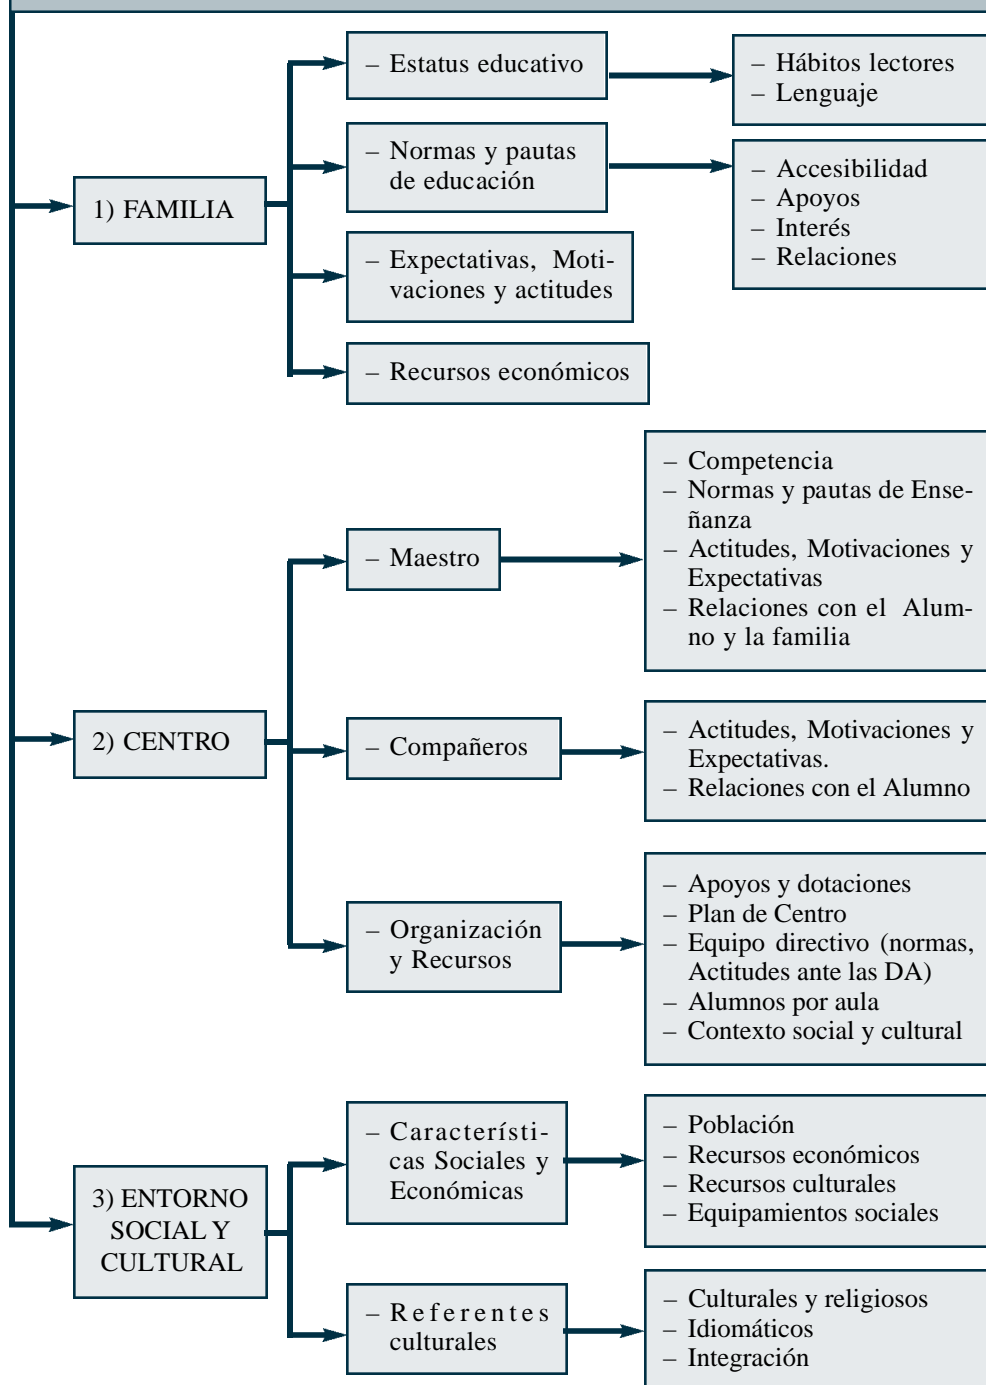 1) FAMILIA
– Estatus educativo
– Hábitos lectores
– Lenguaje
– Normas y pautas
de educación
– Accesibilidad
– Apoyos
– Interés
– Relaciones
– Expectativas, Moti-
vaciones y actitudes
– Recursos económicos
2) CENTRO
– Maestro
– Competencia
– Normas y pautas de Ense-
ñanza
– Actitudes, Motivaciones y
Expectativas
– Relaciones con el Alum-
no y la familia
– Compañeros
– Actitudes, Motivaciones y
Expectativas.
– Relaciones con el Alumno
– Organización
y Recursos
– Apoyos y dotaciones
– Plan de Centro
– Equipo directivo (normas,
Actitudes ante las DA)
– Alumnos por aula
– Contexto social y cultural
3) ENTORNO
SOCIAL Y
CULTURAL
– Característi-
cas Sociales y
Económicas
– Población
– Recursos económicos
– Recursos culturales
– Equipamientos sociales
– Referentes
culturales
– Culturales y religiosos
– Idiomáticos
– Integración